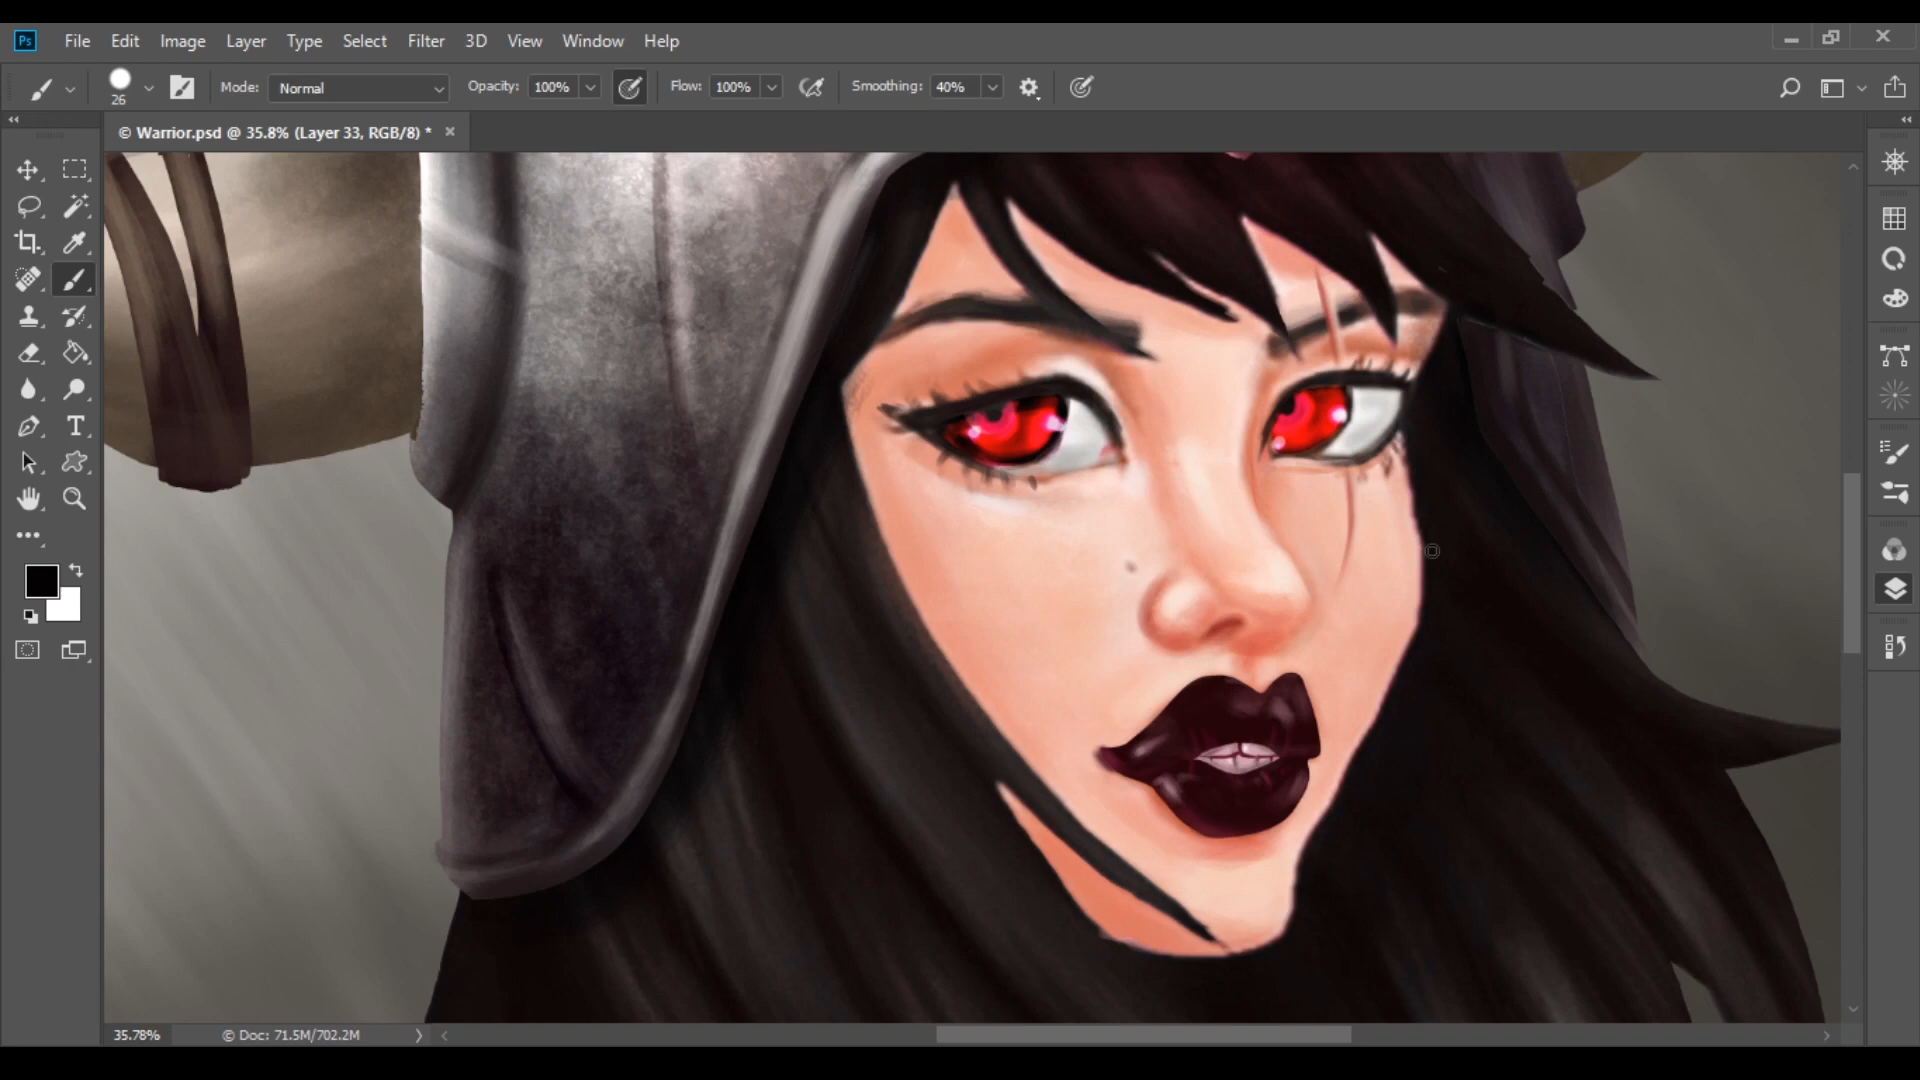 Ps File Edit Image Layer Type Select Filter 3D View Window Help
26 Mode: Normal Opacity: 100% Flow: 100% Smoothing: 40%
© Warrior.psd @ 35.8% (Layer 33, RGB/8) *
T
35.78% © Doc: 71.5M/702.2M